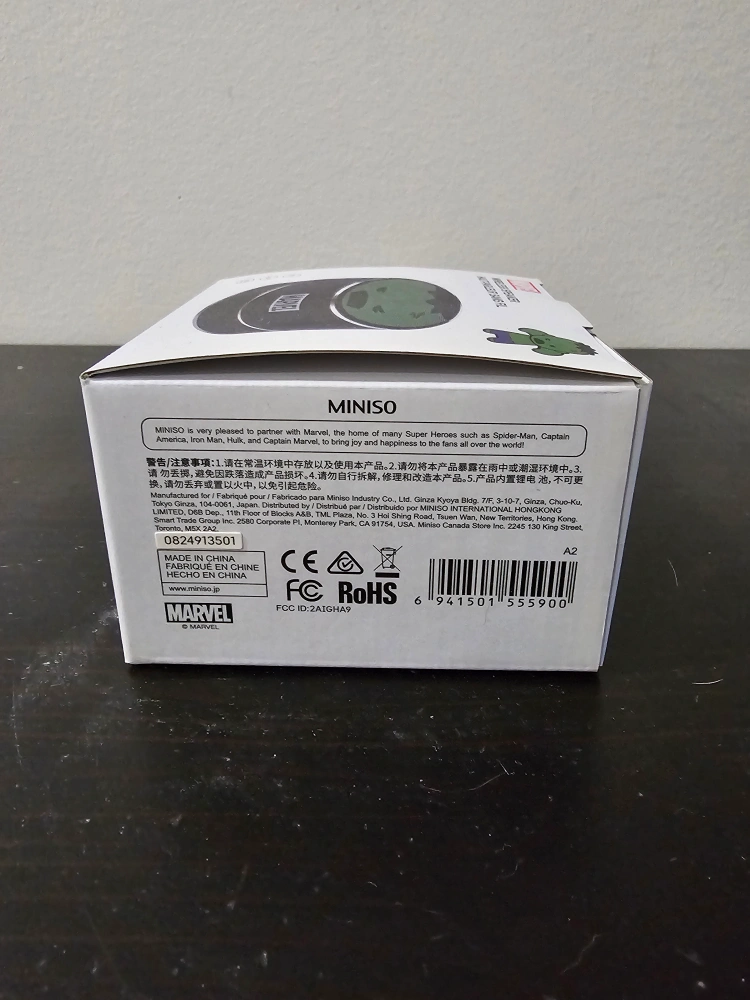 MARVEL
MINISO
MINISO is very pleased to partner with Marvel, the home of many Super Heroes such as Spider-Man, Captain
America, Iron Man, Hulk, and Captain Marvel, to bring joy and happiness to the fans all over the world!
警告/注意事项:1.请在常温环境中存放以及使用本产品。2.请勿将本产品暴露在雨中或潮湿环境中。3.
请勿丢掷,避免因跌落造成产品损坏。4.请勿自行拆解,修理和改造本产品。5.产品内置锂电池,不可更
换,请勿丢弃或置以火中,以免引起危险。
Manufactured for / Fabriqué pour / Fabricado para Miniso Industry Co., Ltd. Ginza Kyoya Bldg. 7/F, 3-10-7, Ginza, Chuo-Ku,
Tokyo Ginza, 104-0061, Japan. Distributed by / Distribué par / Distribuido por MINISO INTERNATIONAL HONGKONG
LIMITED, D6B Dep., 11th Floor of Blocks A&B, TML Plaza, No. 3 Hoi Shing Road, Tsuen Wan, New Territories, Hong Kong.
Smart Trade Group Inc. 2580 Corporate Pl, Monterey Park, CA 91754, USA. Miniso Canada Store Inc. 2245 130 King Street,
Toronto, M5X 2A2.
0824913501
MADE IN CHINA
FABRIQUÉ EN CHINE
HECHO EN CHINA
www.miniso.jp
MARVEL
© MARVEL
CE
FC RoHS
FCC ID:2AIGHA9
A2
6 941501 555900